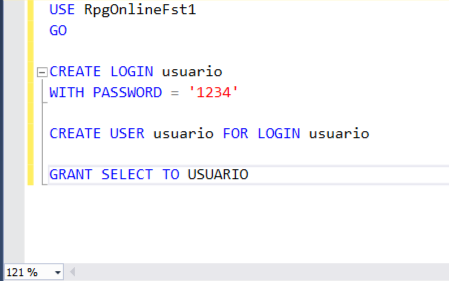 USE RpgOnlineFst1
GO
CREATE LOGIN usuario
WITH PASSWORD = '1234'
CREATE USER usuario FOR LOGIN usuario
GRANT SELECT TO USUARIO
121 %